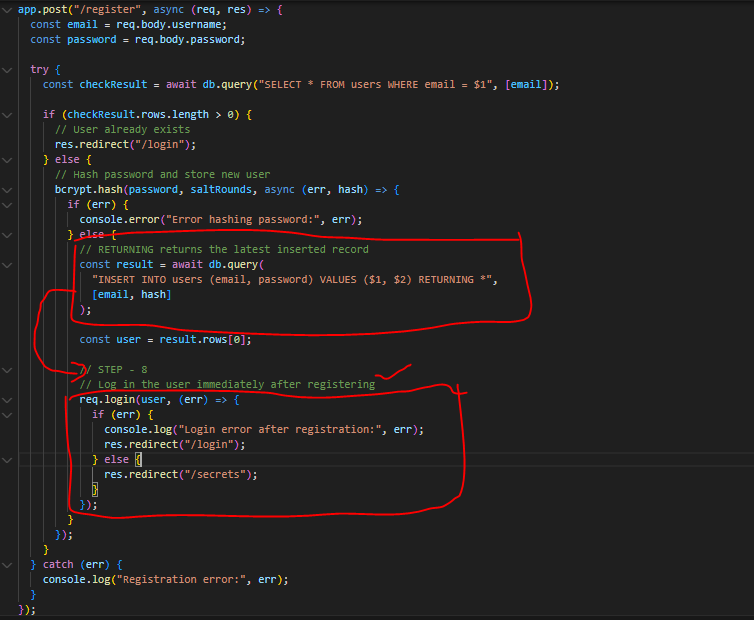 app.post("/register", async (req, res) => {
const email = req.body.username;
const password = req.body.password;
try {
const checkResult = await db.query("SELECT * FROM users WHERE email = $1", [email]);
if (checkResult.rows.length > 0) {
// User already exists
res.redirect("/login");
} else {
// Hash password and store new user
bcrypt.hash(password, saltRounds, async (err, hash) => {
if (err) {
console.error("Error hashing password:", err);
} else {
// RETURNING returns the latest inserted record
const result = await db.query(
"INSERT INTO users (email, password) VALUES ($1, $2) RETURNING *",
[email, hash]
);
const user = result.rows[0];
// STEP - 8
// Log in the user immediately after registering
req.login(user, (err) => {
if (err) {
console.log("Login error after registration:", err);
res.redirect("/login");
} else {
res.redirect("/secrets");
}
});
}
});
}
} catch (err) {
console.log("Registration error:", err);
}
});